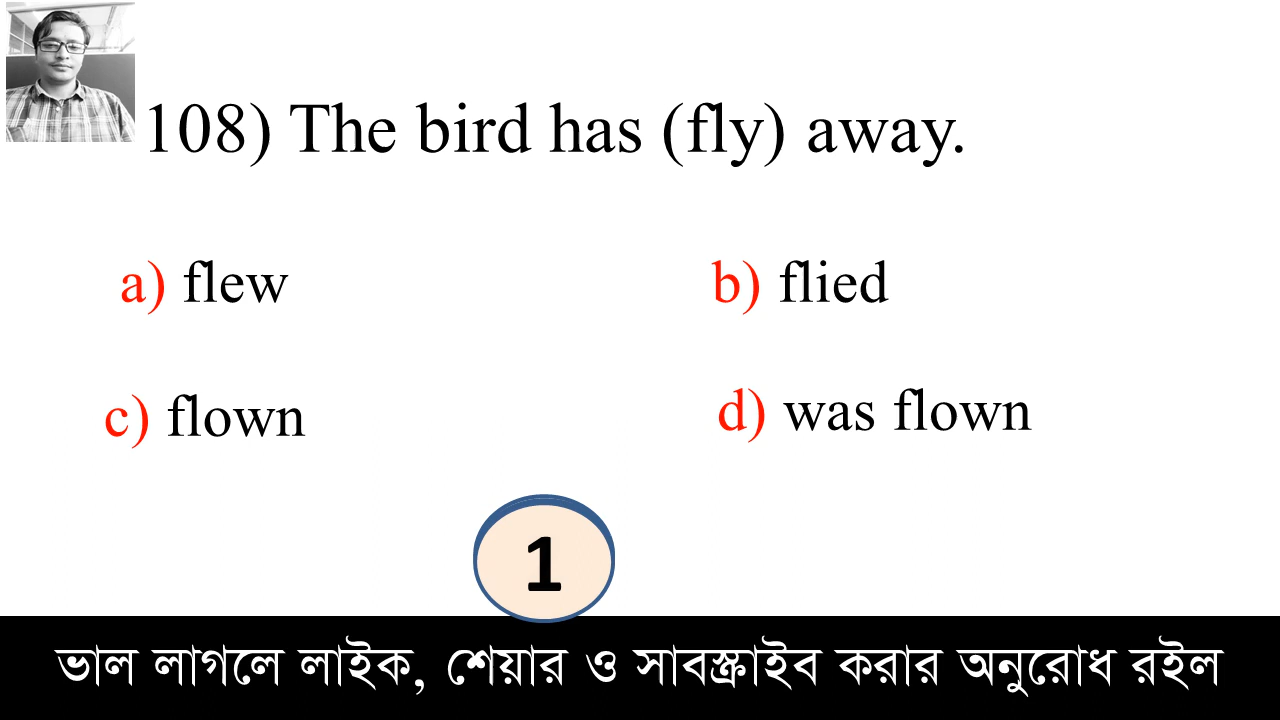 108) The bird has (fly) away.
a) flew
b) flied
c) flown
d) was flown
1
ভাল লাগলে লাইক, শেয়ার ও সাবস্ক্রাইব করার অনুরোধ রইল